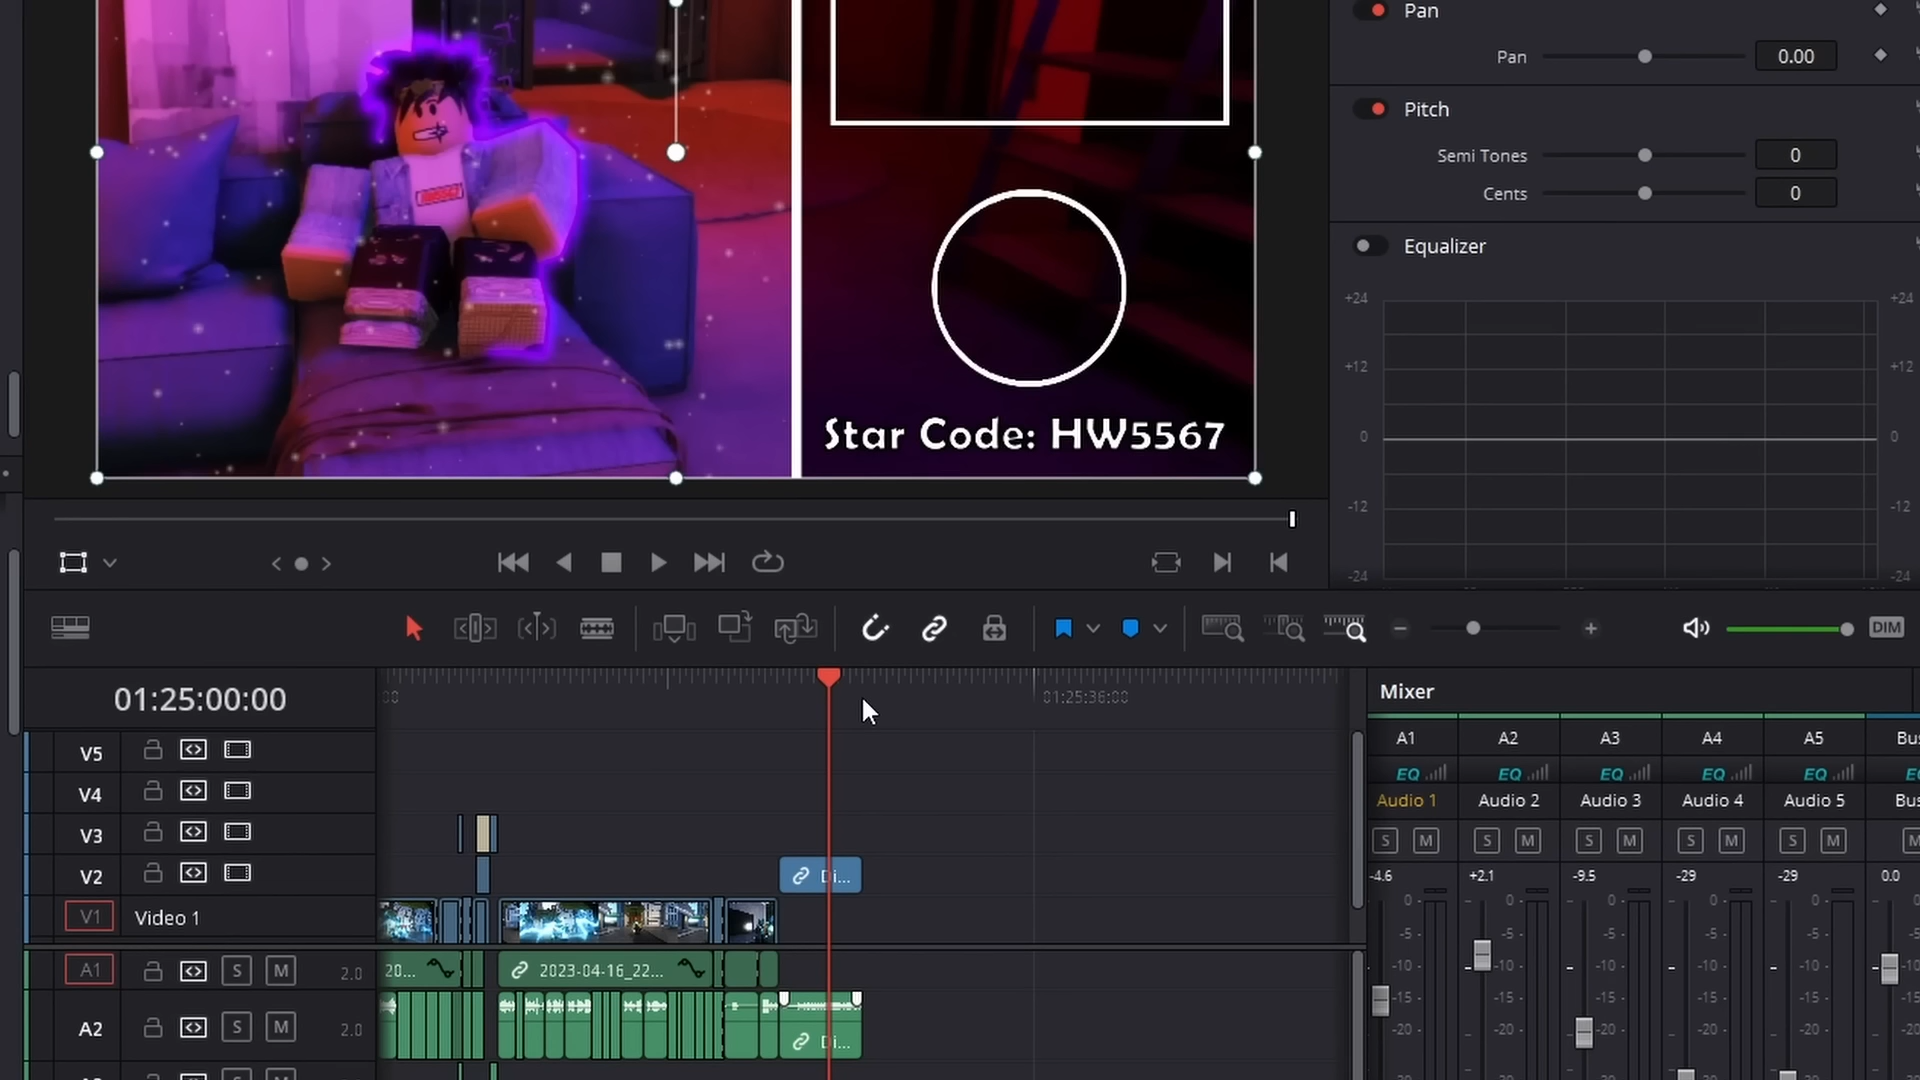 Pan
Pan 0.00
Pitch
Semi Tones 0
Cents 0
Equalizer
+24 +24
+12 +12
0 0
-12 -12
-24 -24
Star Code: HW5567
DIM
01:25:00:00
00 01:25:36:00
Mixer
A1 A2 A3 A4 A5 Bu
EQ EQ EQ EQ EQ
Audio 1 Audio 2 Audio 3 Audio 4 Audio 5 Bu
S M S M S M S M S M M
-4.6 +2.1 -9.5 -29 -29 0.0
0 0 0 0 0
-5 -5 -5 -5 -5
-10 -10 -10 -10 -10
-15 -15 -15 -15 -15
-20 -20 -20 -20 -20
V5
V4
V3
V2 Di...
V1 Video 1
A1 S M 2.0 20... 2023-04-16_22...
A2 S M 2.0 Di...